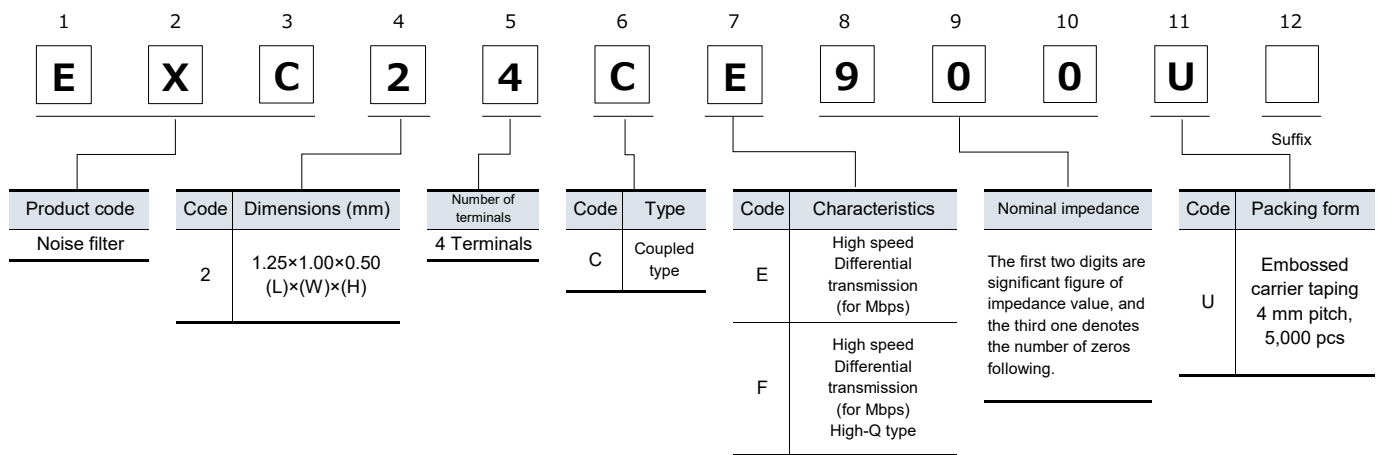 1 2 3 4 5 6 7 8 9 10 11 12
E X C 2 4 C E 9 0 0 U
Suffix
Product code
Noise filter
Code Dimensions (mm)
2
1.25×1.00×0.50
(L)×(W)×(H)
Number of
terminals
4 Terminals
Code Type
C
Coupled
type
Code Characteristics
E
High speed
Differential
transmission
(for Mbps)
F
High speed
Differential
transmission
(for Mbps)
High-Q type
Nominal impedance
The first two digits are
significant figure of
impedance value, and
the third one denotes
the number of zeros
following.
Code Packing form
U
Embossed
carrier taping
4 mm pitch,
5,000 pcs